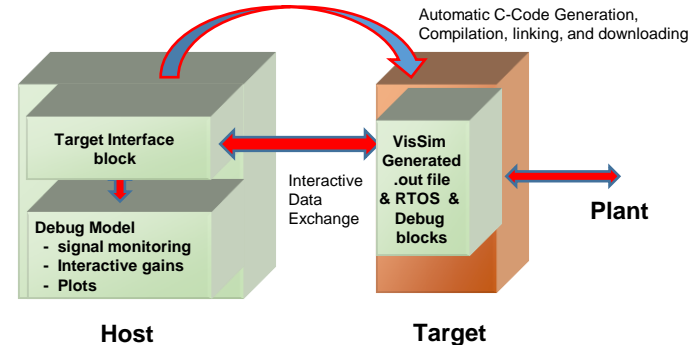 Automatic C-Code Generation,
Compilation, linking, and downloading
Target Interface
block
Debug Model
- signal monitoring
- Interactive gains
- Plots
Interactive
Data
Exchange
VisSim
Generated
.out file
& RTOS &
Debug
blocks
Plant
Host
Target